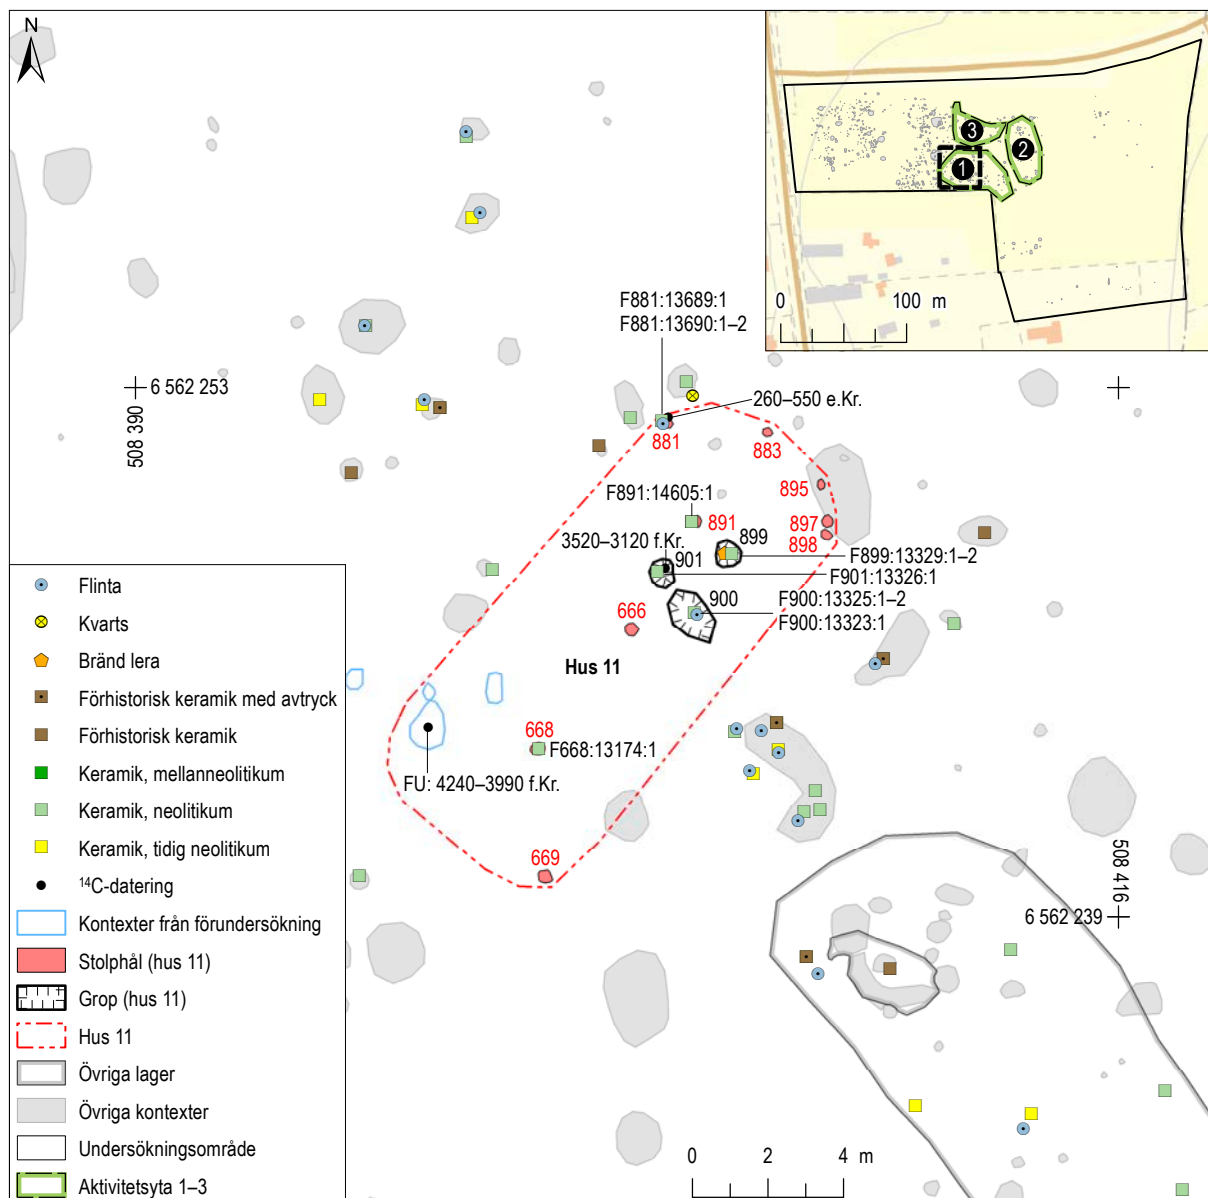 N
3
2
1
0 100 m
F881:13689:1
F881:13690:1–2
6 562 253
508 390
260–550 e.Kr.
881
883
895
F891:14605:1
891
897
899
898
3520–3120 f.Kr.
901
F899:13329:1–2
F901:13326:1
900
F900:13325:1–2
F900:13323:1
666
Hus 11
668
F668:13174:1
FU: 4240–3990 f.Kr.
669
508 416
6 562 239
0 2 4 m
Flinta
Kvarts
Bränd lera
Förhistorisk keramik med avtryck
Förhistorisk keramik
Keramik, mellanneolitikum
Keramik, neolitikum
Keramik, tidig neolitikum
¹⁴C-datering
Kontexter från förundersökning
Stolphål (hus 11)
Grop (hus 11)
Hus 11
Övriga lager
Övriga kontexter
Undersökningsområde
Aktivitetsyta 1–3